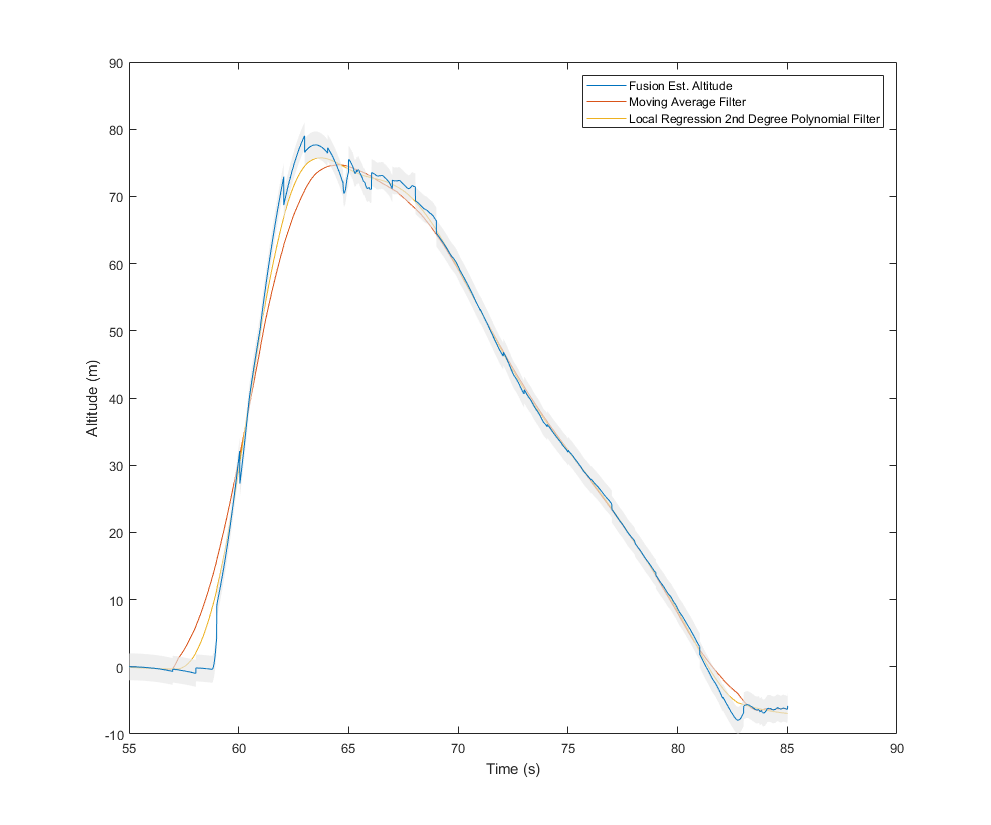 90
80
70
60
50
40
30
20
10
0
-10
Altitude (m)
Fusion Est. Altitude
Moving Average Filter
Local Regression 2nd Degree Polynomial Filter
55 60 65 70 75 80 85 90
Time (s)